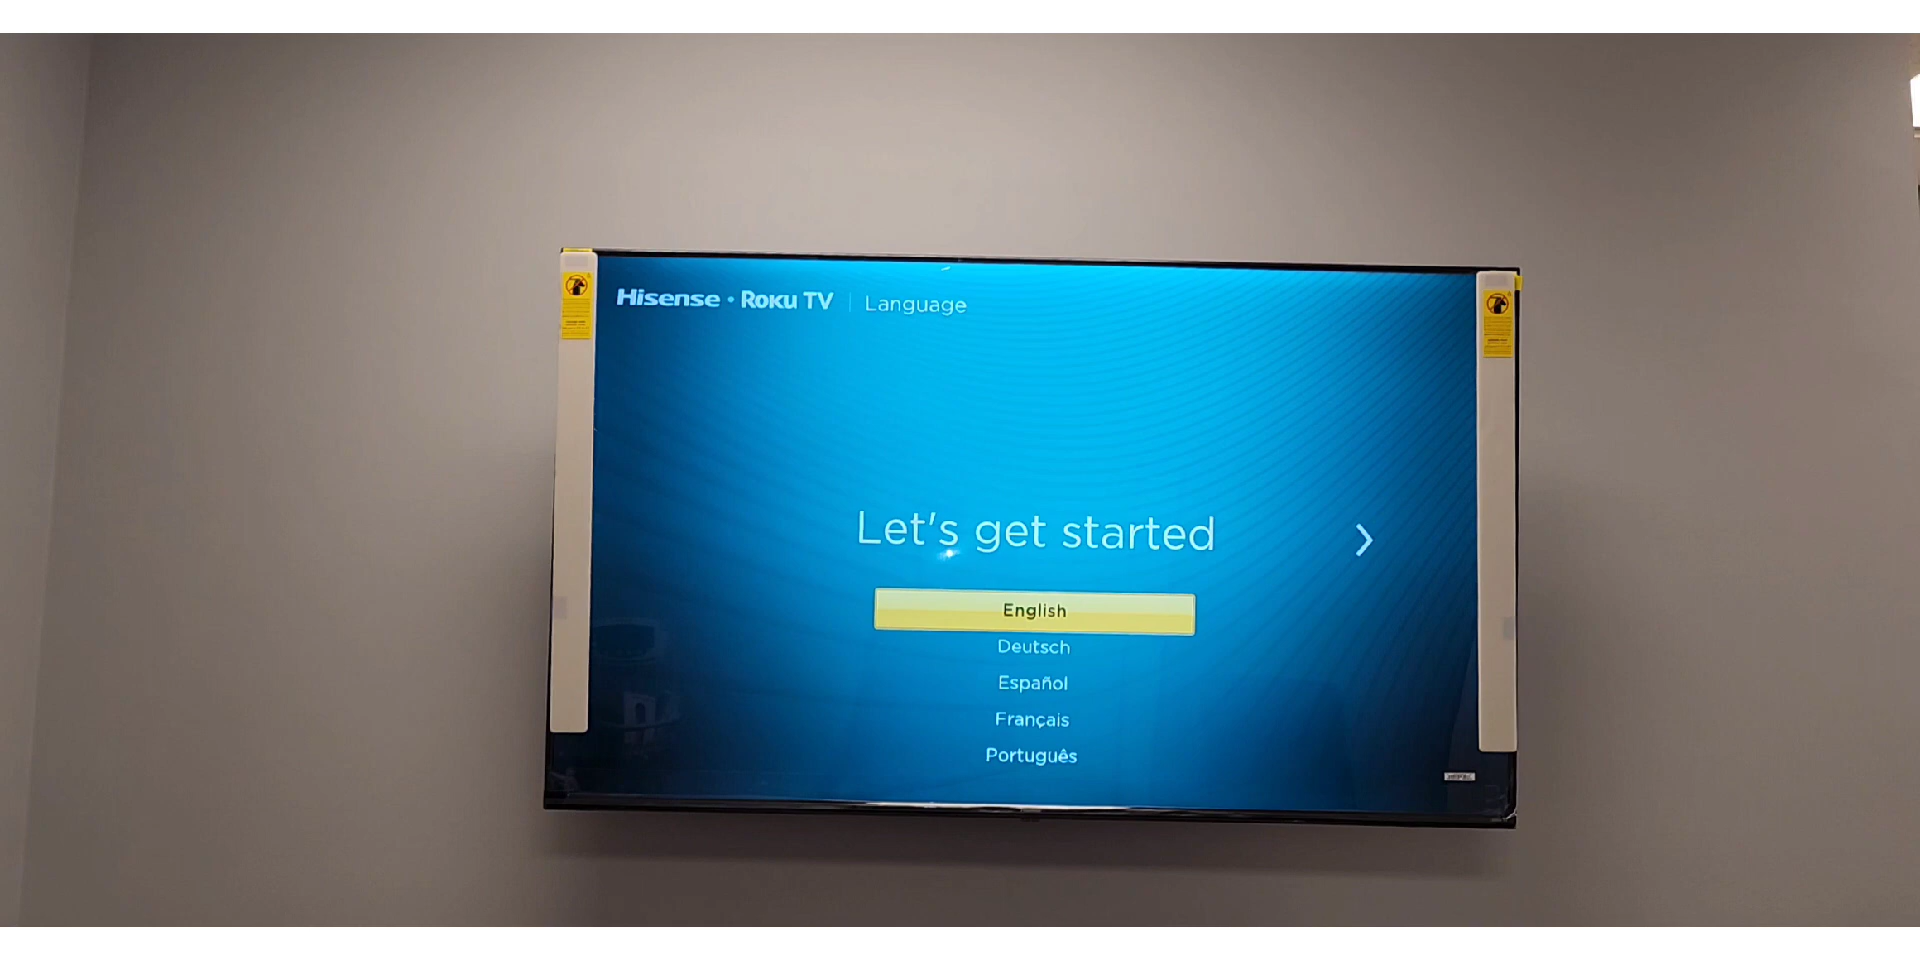 Hisense • Roku TV | Language
Let's get started
English
Deutsch
Español
Français
Português